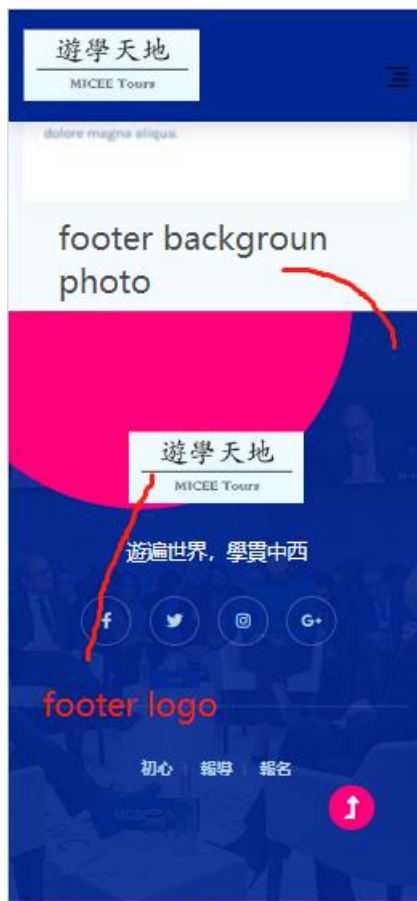 遊學天地
MICEE Tours
dolore magna aliqua.
footer backgroun
photo
遊學天地
MICEE Tours
遊遍世界，學貫中西
f
G+
footer logo
初心 | 報導 | 報名